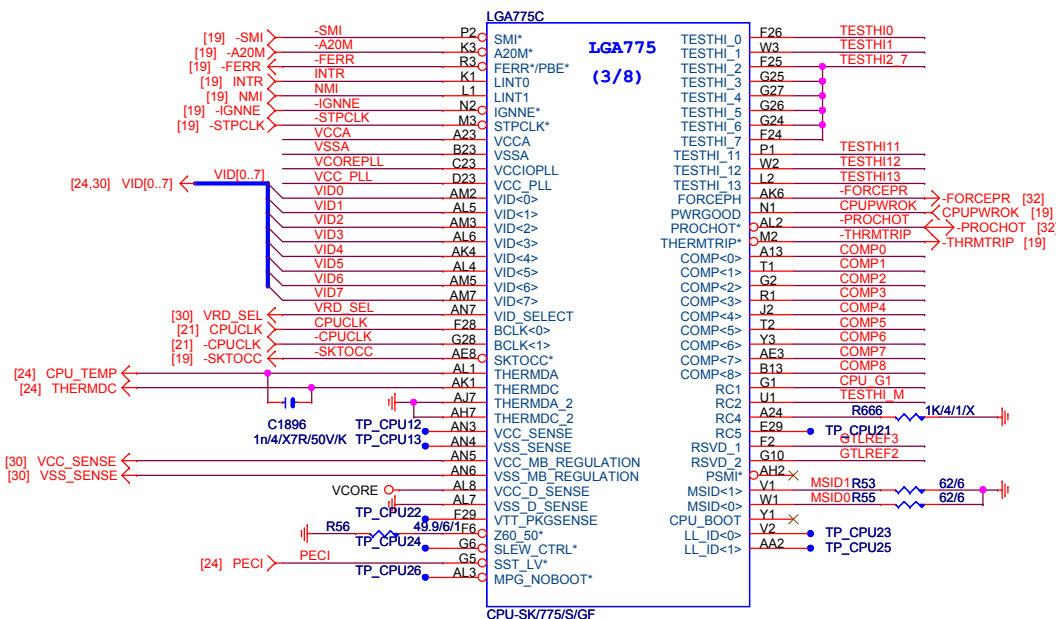 LGA775C
LGA775
(3/8)
[19] -SMI -SMI P2 SMI* TESTHI_0 F26 TESTHI0
[19] -A20M -A20M K3 A20M* TESTHI_1 W3 TESTHI1
[19] -FERR -FERR R3 FERR*/PBE* TESTHI_2 F25 TESTHI2_7
[19] INTR INTR K1 LINT0 TESTHI_3 G25
[19] NMI NMI L1 LINT1 TESTHI_4 G27
[19] -IGNNE -IGNNE N2 IGNNE* TESTHI_5 G26
[19] -STPCLK -STPCLK M3 STPCLK* TESTHI_6 G24
VCCA A23 VCCA TESTHI_7 F24
VSSA B23 VSSA TESTHI_11 P1 TESTHI11
VCOREPLL C23 VCCIOPLL TESTHI_12 W2 TESTHI12
VCC_PLL D23 VCC_PLL TESTHI_13 L2 TESTHI13
[24,30] VID[0..7] VID[0..7]
VID0 AM2 VID<0> FORCEPH AK6 -FORCEPR -FORCEPR [32]
VID1 AL5 VID<1> PWRGOOD N1 CPUPWROK CPUPWROK [19]
VID2 AM3 VID<2> PROCHOT* AL2 -PROCHOT -PROCHOT [32]
VID3 AL6 VID<3> THERMTRIP* M2 -THRMTRIP -THRMTRIP [19]
VID4 AK4 VID<4> COMP<0> A13 COMP0
VID5 AL4 VID<5> COMP<1> T1 COMP1
VID6 AM5 VID<6> COMP<2> G2 COMP2
VID7 AM7 VID<7> COMP<3> R1 COMP3
[30] VRD_SEL VRD_SEL AN7 VID_SELECT COMP<4> J2 COMP4
[21] CPUCLK CPUCLK F28 BCLK<0> COMP<5> T2 COMP5
[21] -CPUCLK -CPUCLK G28 BCLK<1> COMP<6> Y3 COMP6
[19] -SKTOCC -SKTOCC AE8 SKTOCC* COMP<7> AE3 COMP7
[24] CPU_TEMP AL1 THERMDA COMP<8> B13 COMP8
[24] THERMDC AK1 THERMDC RC1 G1 CPU_G1
AJ7 THERMDA_2 RC2 U1 TESTHI_M
C1896
1n/4/X7R/50V/K
AH7 THERMDC_2 RC4 A24 R666 1K/4/1/X
TP_CPU12 AN3 VCC_SENSE RC5 E29 TP_CPU21
TP_CPU13 AN4 VSS_SENSE RSVD_1 F2 GTLREF3
[30] VCC_SENSE AN5 VCC_MB_REGULATION RSVD_2 G10 GTLREF2
[30] VSS_SENSE AN6 VSS_MB_REGULATION PSMI* AH2
VCORE AL8 VCC_D_SENSE MSID<1> V1 MSID1 R53 62/6
AL7 VSS_D_SENSE MSID<0> W1 MSID0 R55 62/6
TP_CPU22 F29 VTT_PKGSENSE CPU_BOOT Y1
R56 49.9/6/1 F6 Z60_50* LL_ID<0> V2 TP_CPU23
TP_CPU24 G6 SLEW_CTRL* LL_ID<1> AA2 TP_CPU25
[24] PECI PECI G5 SST_LV*
TP_CPU26 AL3 MPG_NOBOOT*
CPU-SK/775/S/GF